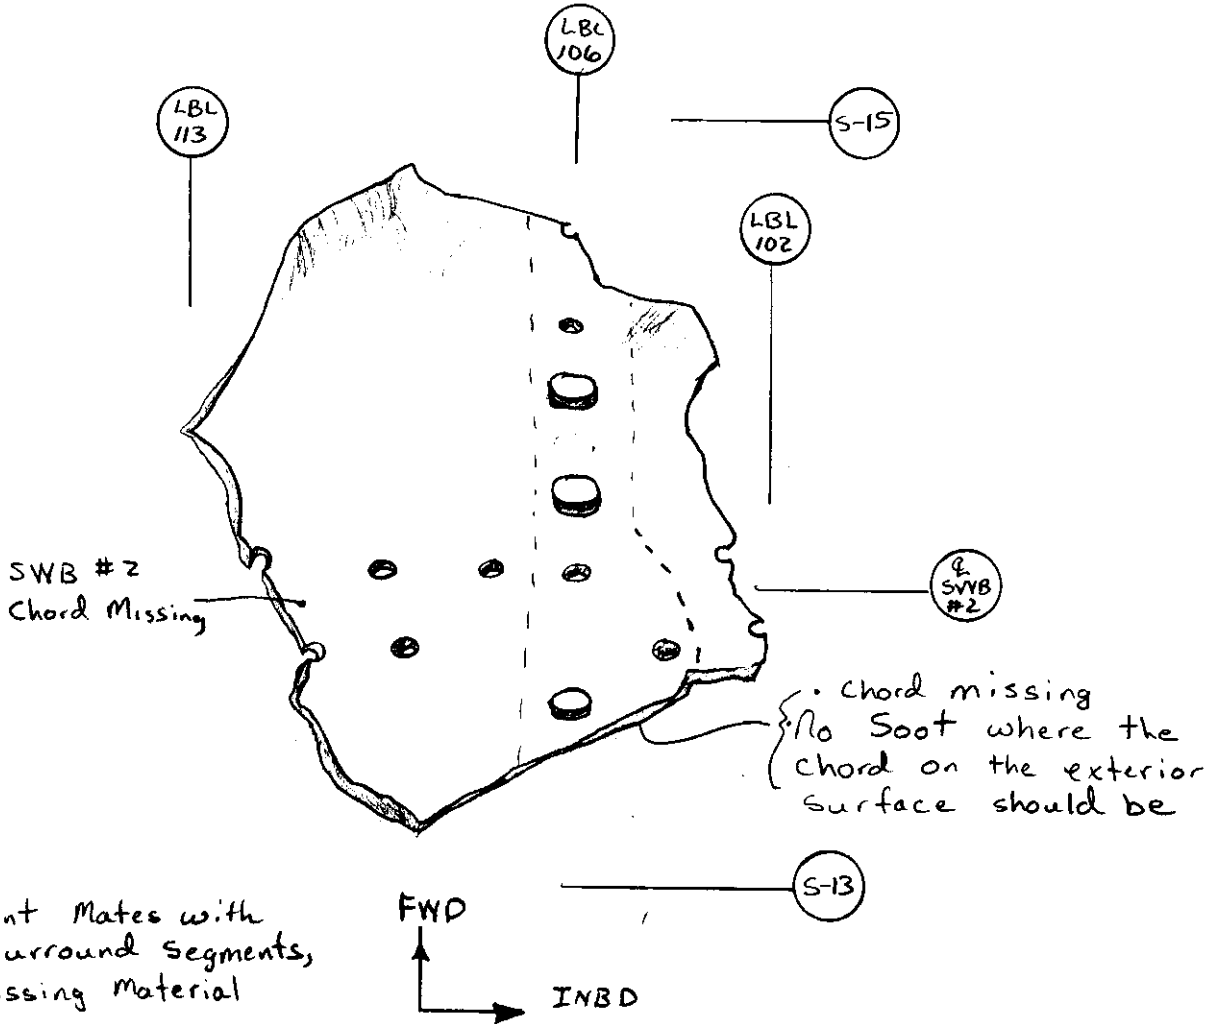 LBL
106
LBL
113
S-15
LBL
102
SWB #2
Chord Missing
℄
SWB
#2
• Chord missing
• No Soot where the
chord on the exterior
surface should be
S-13
nt Mates with
urround segments,
ssing Material
FWD
INBD